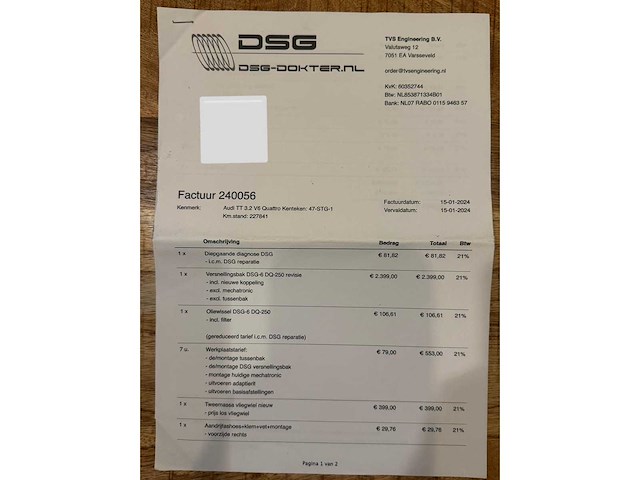 DSG
DSG-DOKTER.NL
TVS Engineering B.V.
Valutsweg 12
7051 EA Varsseveld
order@tvsengineering.nl
KvK: 60352744
Btw: NL853871334B01
Bank: NL07 RABO 0115 9463 57
Factuur 240056
Kenmerk: Audi TT 3.2 V6 Quattro Kenteken: 47-STG-1
Km.stand: 227841
Factuurdatum: 15-01-2024
Vervaldatum: 15-01-2024
Omschrijving Bedrag Totaal Btw
1 x Diepgaande diagnose DSG € 81,82 € 81,82 21%
- i.c.m. DSG reparatie
1 x Versnellingsbak DSG-6 DQ-250 revisie € 2.399,00 € 2.399,00 21%
- incl. nieuwe koppeling
- excl. mechatronic
- excl. tussenbak
1 x Oliewissel DSG-6 DQ-250 € 106,61 € 106,61 21%
- incl. filter
(gereduceerd tarief i.c.m. DSG reparatie)
7 u. Werkplaatstarief: € 79,00 € 553,00 21%
- de/montage tussenbak
- de/montage DSG versnellingsbak
- montage huidige mechatronic
- uitvoeren adaptierit
- uitvoeren basisafstellingen
1 x Tweemassa vliegwiel nieuw € 399,00 € 399,00 21%
- prijs los vliegwiel
1 x Aandrijfashoes+klem+vet+montage € 29,76 € 29,76 21%
- voorzijde rechts
Pagina 1 van 2